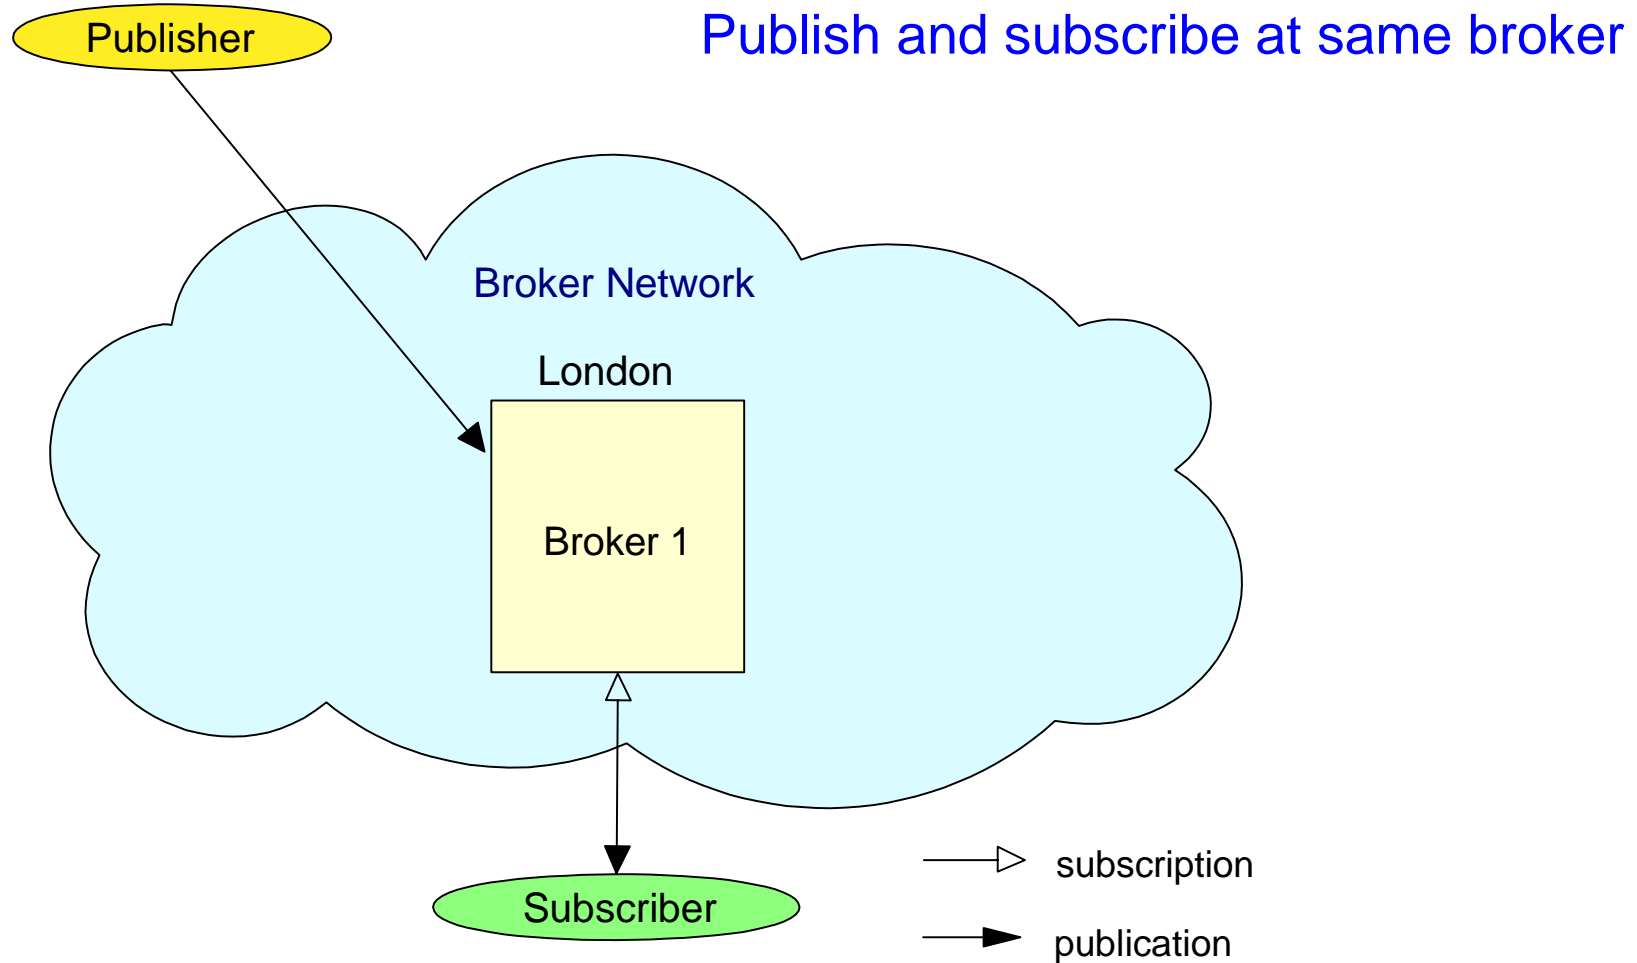 Publisher
Publish and subscribe at same broker
Broker Network
London
Broker 1
Subscriber
subscription
publication